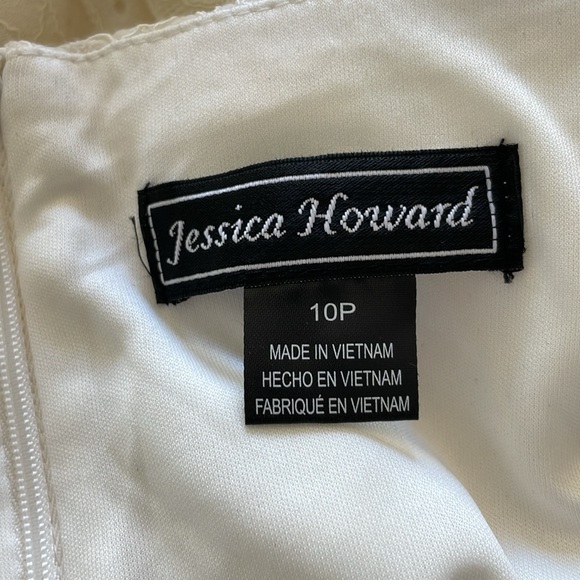 Jessica Howard
10P
MADE IN VIETNAM
HECHO EN VIETNAM
FABRIQUÉ EN VIETNAM